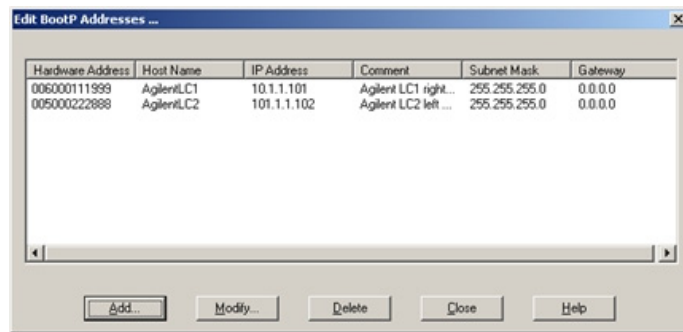 Edit BootP Addresses ...
Hardware Address Host Name IP Address Comment Subnet Mask Gateway
006000111999 AgilentLC1 10.1.1.101 Agilent LC1 right... 255.255.255.0 0.0.0.0
005000222888 AgilentLC2 101.1.1.102 Agilent LC2 left ... 255.255.255.0 0.0.0.0
Add... Modify... Delete Close Help